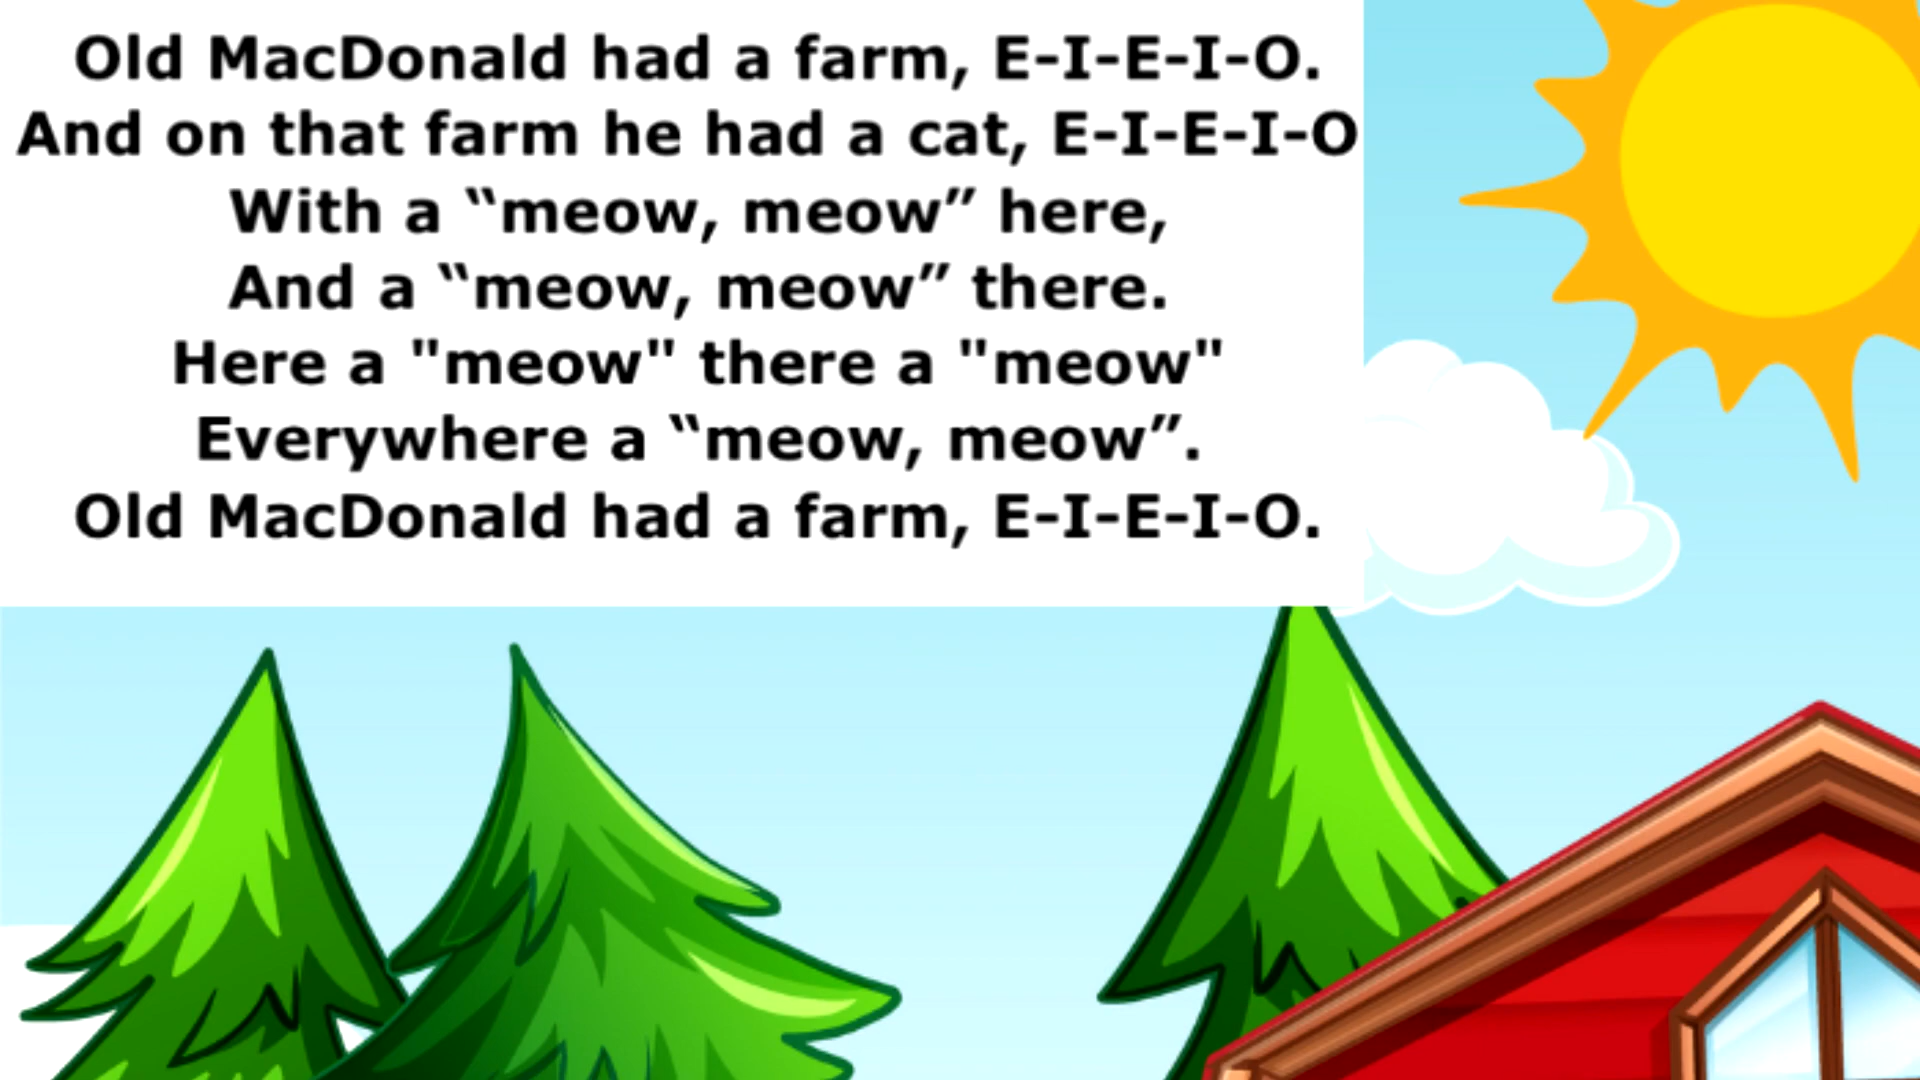 Old MacDonald had a farm, E-I-E-I-O.
And on that farm he had a cat, E-I-E-I-O
With a “meow, meow” here,
And a “meow, meow” there.
Here a "meow" there a "meow"
Everywhere a “meow, meow”.
Old MacDonald had a farm, E-I-E-I-O.